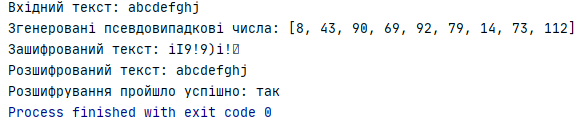 Вхідний текст: abcdefghj
Згенеровані псевдовипадкові числа: [8, 43, 90, 69, 92, 79, 14, 73, 112]
Зашифрований текст: iI9!9)i!
Розшифрований текст: abcdefghj
Розшифрування пройшло успішно: так
Process finished with exit code 0